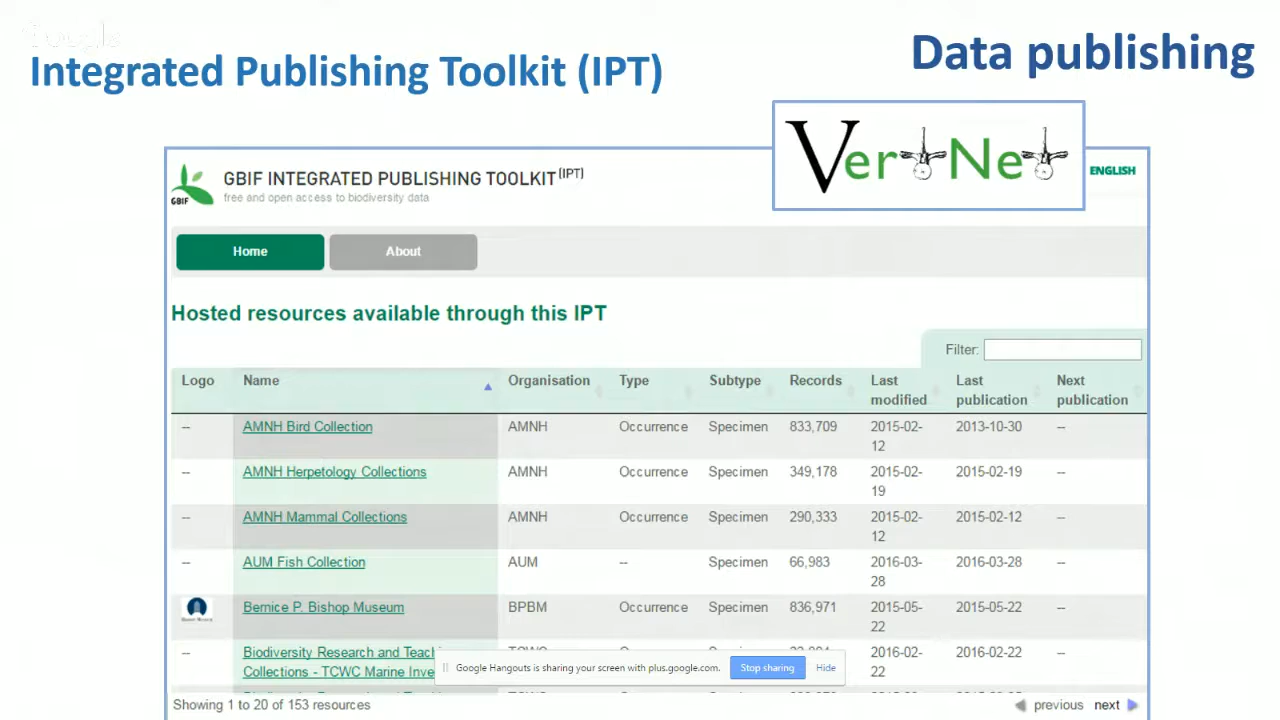 Google
Integrated Publishing Toolkit (IPT)
Data publishing
VertNet
GBIF
GBIF INTEGRATED PUBLISHING TOOLKIT(IPT)
free and open access to biodiversity data
ENGLISH
Home About
Hosted resources available through this IPT
Filter:
Logo Name Organisation Type Subtype Records Last modified Last publication Next publication
-- AMNH Bird Collection AMNH Occurrence Specimen 833,709 2015-02-12 2013-10-30 --
-- AMNH Herpetology Collections AMNH Occurrence Specimen 349,178 2015-02-19 2015-02-19 --
-- AMNH Mammal Collections AMNH Occurrence Specimen 290,333 2015-02-12 2015-02-12 --
-- AUM Fish Collection AUM -- Specimen 66,983 2016-03-28 2016-03-28 --
Bernice P. Bishop Museum BPBM Occurrence Specimen 836,971 2015-05-22 2015-05-22 --
-- Biodiversity Research and 2016-02-22 2016-02-22 --
Collections - TCWC Marine
Google Hangouts is sharing your screen with plus.google.com. Stop sharing Hide
Showing 1 to 20 of 153 resources
previous next